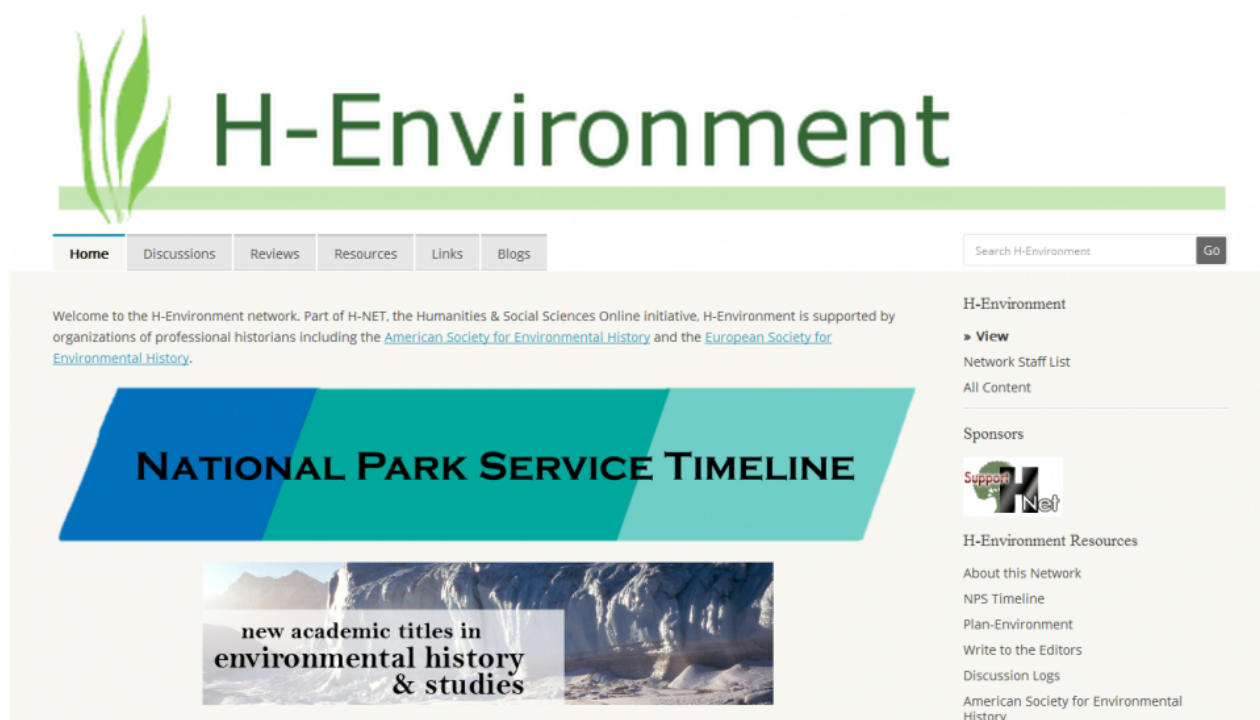 H-Environment
Home
Discussions
Reviews
Resources
Links
Blogs
Search H-Environment
Go
Welcome to the H-Environment network. Part of H-NET, the Humanities & Social Sciences Online initiative, H-Environment is supported by
organizations of professional historians including the American Society for Environmental History and the European Society for
Environmental History.
NATIONAL PARK SERVICE TIMELINE
new academic titles in
environmental history
& studies
H-Environment
» View
Network Staff List
All Content
Sponsors
Support
H
Net
H-Environment Resources
About this Network
NPS Timeline
Plan-Environment
Write to the Editors
Discussion Logs
American Society for Environmental
History